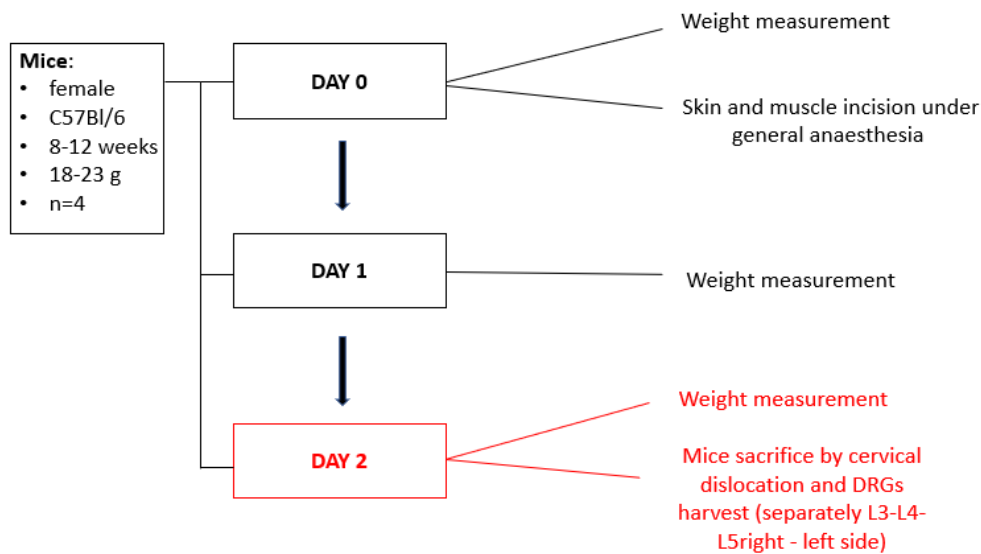 Mice:
• female
• C57Bl/6
• 8-12 weeks
• 18-23 g
• n=4
DAY 0
Weight measurement
Skin and muscle incision under
general anaesthesia
DAY 1
Weight measurement
DAY 2
Weight measurement
Mice sacrifice by cervical
dislocation and DRGs
harvest (separately L3-L4-
L5right - left side)